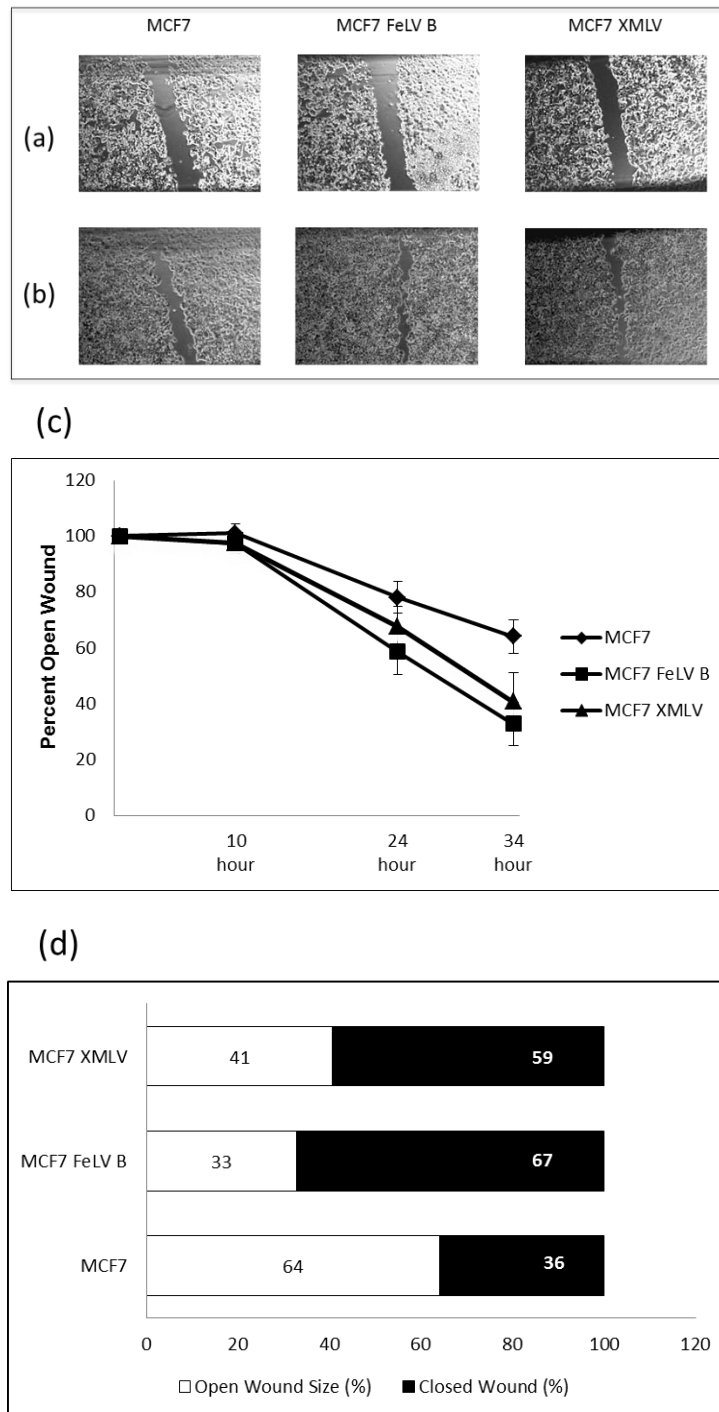 MCF7 MCF7 FeLV B MCF7 XMLV
(a)
(b)
(c)
Percent Open Wound
120
100
80
60
40
20
0
10 hour
24 hour
34 hour
MCF7
MCF7 FeLV B
MCF7 XMLV
(d)
MCF7 XMLV 41 59
MCF7 FeLV B 33 67
MCF7 64 36
0 20 40 60 80 100 120
Open Wound Size (%) Closed Wound (%)